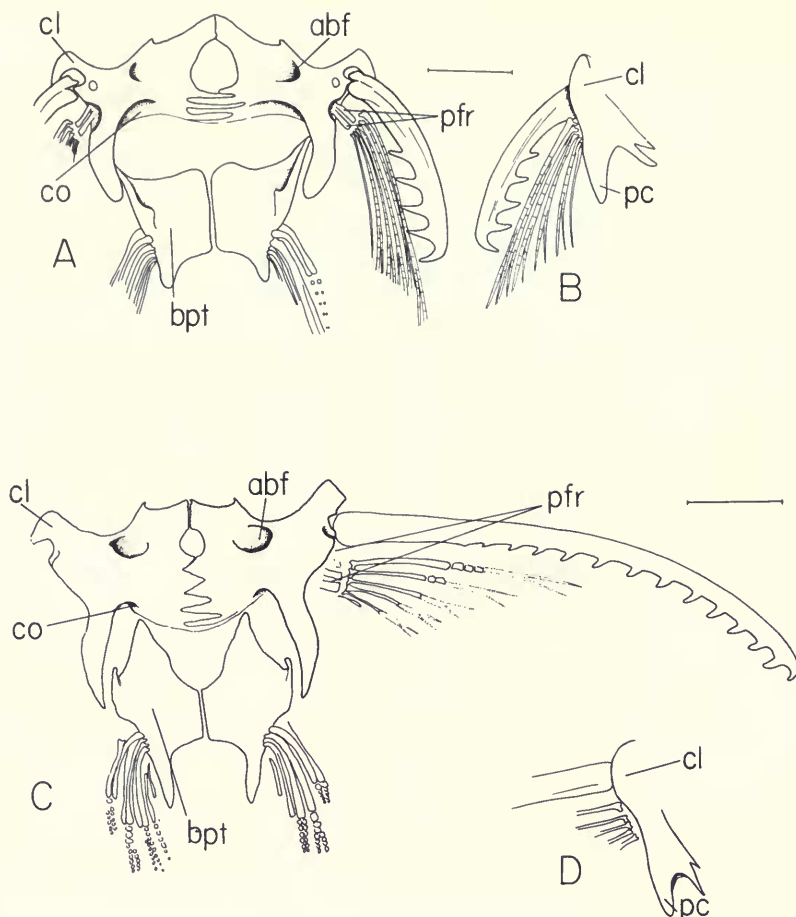 cl abf
cl
pfr
co pc
A B
bpt
cl abf pfr
co
cl
C
bpt D
pc